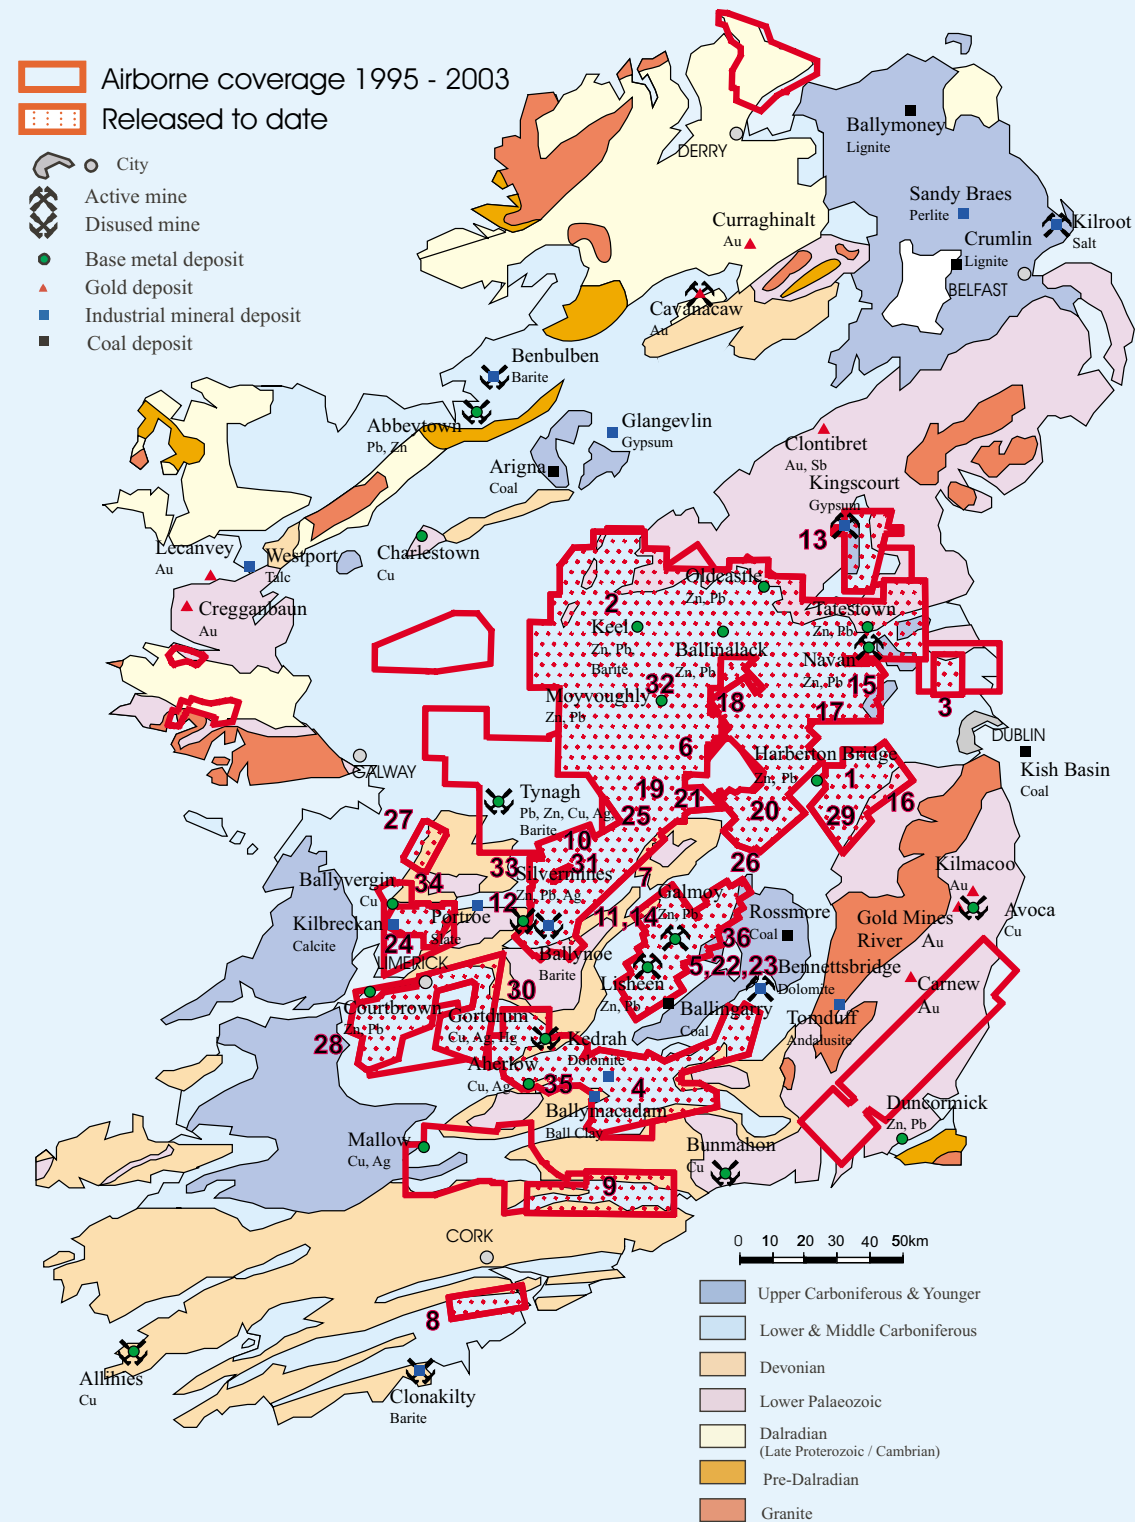 Airborne coverage 1995 - 2003
Released to date
City
Active mine
Disused mine
Base metal deposit
Gold deposit
Industrial mineral deposit
Coal deposit
DERRY
Ballymoney
Lignite
Sandy Braes
Perlite
Kilroot
Salt
Curraghinalt
Au
Crumlin
Lignite
BELFAST
Cavanacaw
Au
Benbulben
Barite
Abbeytown
Pb, Zn
Glangevlin
Gypsum
Arigna
Coal
Clontibret
Au, Sb
Kingscourt
Gypsum
13
Lecanvey
Au
Westport
Talc
Charlestown
Cu
Cregganbaun
Au
Oldcastle
Zn, Pb
2
Keel
Zn, Pb
Barite
Tatestown
Zn, Pb
Ballinalack
Zn, Pb
Navan
Zn, Pb
15
32
Moyvoughly
Zn, Pb
18
17
3
6
DUBLIN
GALWAY
Harberton Bridge
Zn, Pb
1
Kish Basin
Coal
Tynagh
Pb, Zn, Cu, Ag,
Barite
19
21
25
20
29
16
27
10
31
33
Silvermines
Zn, Pb, Ag
7
26
Kilmacoo
Au
Ballyvergin
Cu
34
12
Galmoy
Zn, Pb
Kilbreckan
Calcite
Portroe
Slate
24
11, 14
Rossmore
Coal
Gold Mines
River
Au
Avoca
Cu
36
LIMERICK
Ballynoe
Barite
5,22,23
Bennettsbridge
Dolomite
Lisheen
Zn, Pb
Carnew
Au
30
Courtbrown
Zn, Pb
Gortdrum
Cu, Ag, Hg
Ballingarry
Coal
Tomduff
Andalusite
28
Kedrah
Dolomite
Aherlow
Cu, Ag
35
4
Ballymacadam
Ball Clay
Duncormick
Zn, Pb
Mallow
Cu, Ag
Bunmahon
Cu
9
CORK
0 10 20 30 40 50km
8
Allihies
Cu
Clonakilty
Barite
Upper Carboniferous & Younger
Lower & Middle Carboniferous
Devonian
Lower Palaeozoic
Dalradian
(Late Proterozoic / Cambrian)
Pre-Dalradian
Granite